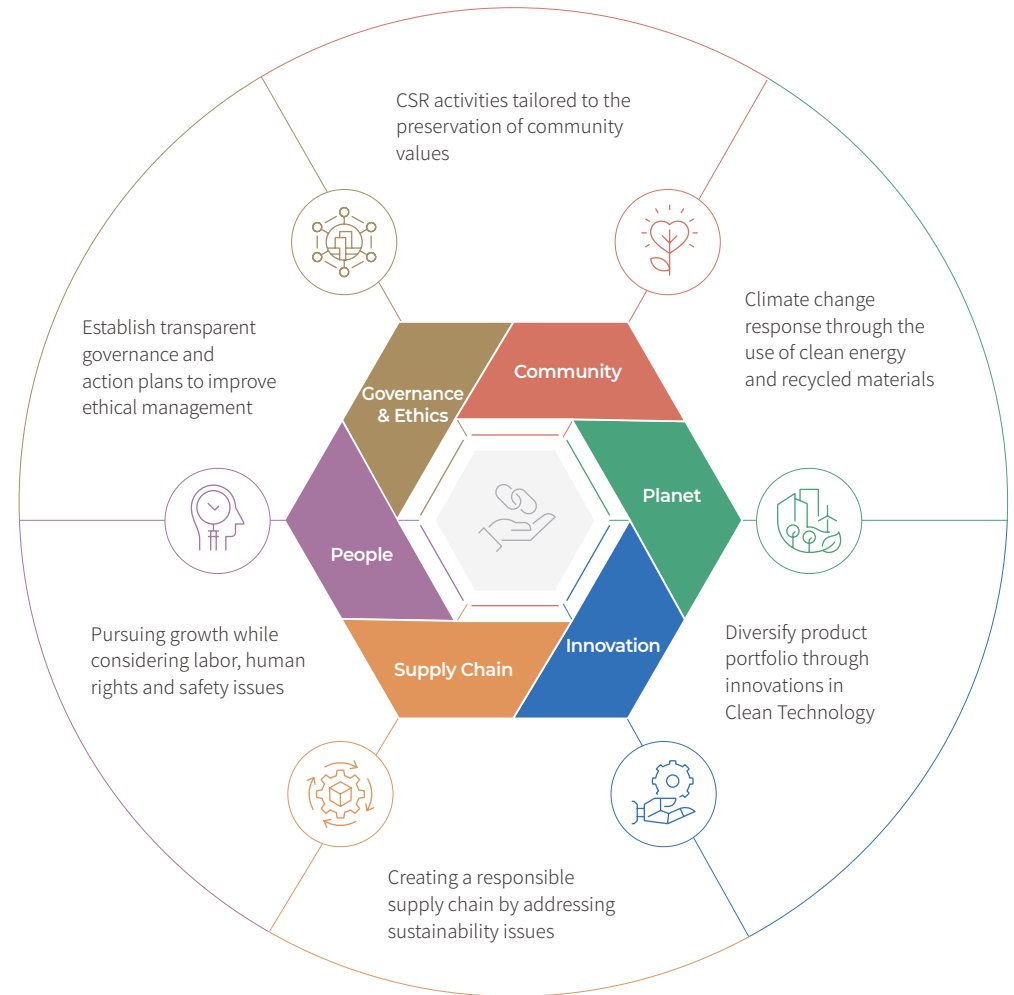 CSR activities tailored to the
preservation of community
values
Climate change
response through the
use of clean energy
and recycled materials
Establish transparent
governance and
action plans to improve
ethical management
Community
Governance
& Ethics
Planet
People
Innovation
Supply Chain
Pursuing growth while
considering labor, human
rights and safety issues
Diversify product
portfolio through
innovations in
Clean Technology
Creating a responsible
supply chain by addressing
sustainability issues